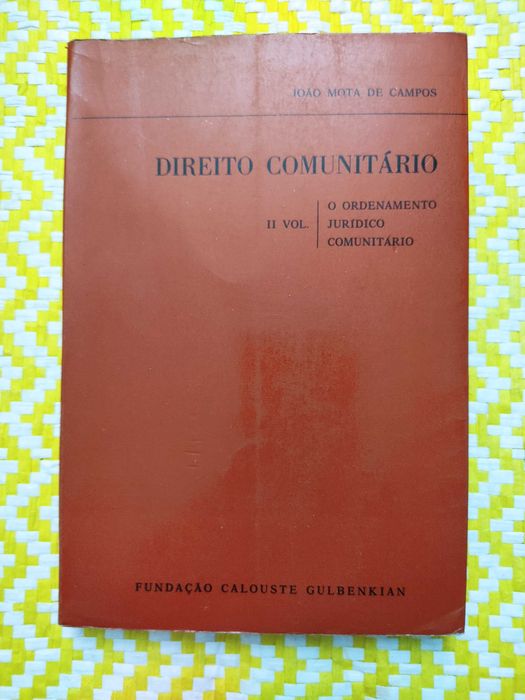 JOÃO MOTA DE CAMPOS
DIREITO COMUNITÁRIO
II VOL.
O ORDENAMENTO
JURÍDICO
COMUNITÁRIO
FUNDAÇÃO CALOUSTE GULBENKIAN